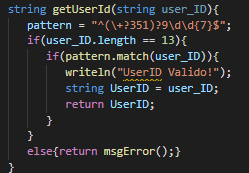 string getUserId(string user_ID){
pattern = "^(\+?351)?9\d\d{7}$";
if(user_ID.length == 13){
if(pattern.match(user_ID)){
writeln("UserID Valido!");
string UserID = user_ID;
return UserID;
}
}
else{return msgError();}
}